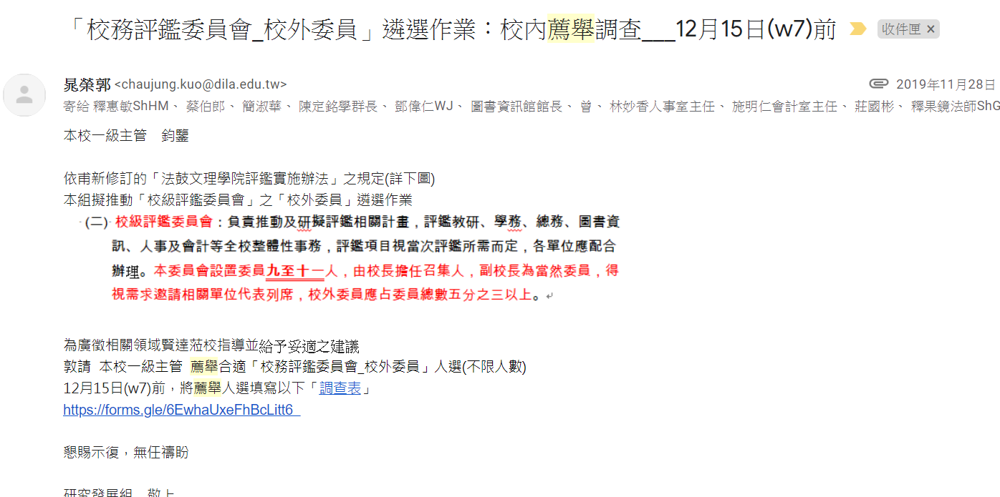 「校務評鑑委員會_校外委員」遴選作業：校內薦舉調查___12月15日(w7)前 收件匣 ×
晁榮郭 <chaujung.kuo@dila.edu.tw> 2019年11月28日
寄給 釋惠敏ShHM、 蔡伯郎、 簡淑華、 陳定銘學群長、 鄧偉仁WJ、 圖書資訊館館長、 曾、 林妙香人事室主任、 施明仁會計室主任、 莊國彬、 釋果鏡法師ShG
本校一級主管　鈞鑒
依甫新修訂的「法鼓文理學院評鑑實施辦法」之規定(詳下圖)
本組擬推動「校級評鑑委員會」之「校外委員」遴選作業
(二) 校級評鑑委員會：負責推動及研擬評鑑相關計畫，評鑑教研、學務、總務、圖書資
訊、人事及會計等全校整體性事務，評鑑項目視當次評鑑所需而定，各單位應配合
辦理。本委員會設置委員九至十一人，由校長擔任召集人，副校長為當然委員，得
視需求邀請相關單位代表列席，校外委員應占委員總數五分之三以上。↵
為廣徵相關領域賢達蒞校指導並給予妥適之建議
敦請 本校一級主管 薦舉合適「校務評鑑委員會_校外委員」人選(不限人數)
12月15日(w7)前，將薦舉人選填寫以下「調查表」
https://forms.gle/6EwhaUxeFhBcLitt6
懇賜示復，無任禱盼
研究發展組　敬上